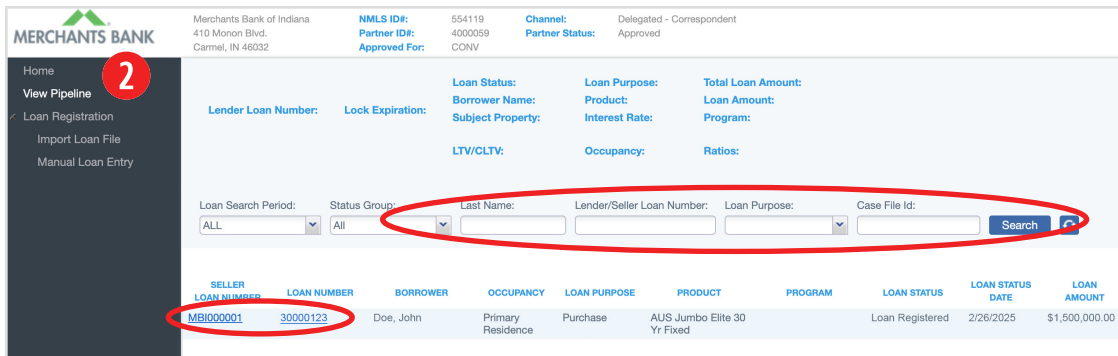 MERCHANTS BANK
Merchants Bank of Indiana NMLS ID#: 554119 Channel: Delegated - Correspondent
410 Monon Blvd. Partner ID#: 4000059 Partner Status: Approved
Carmel, IN 46032 Approved For: CONV
Home
2
View Pipeline
Loan Registration
Import Loan File
Manual Loan Entry
Loan Status: Loan Purpose: Total Loan Amount:
Lender Loan Number: Lock Expiration: Borrower Name: Product: Loan Amount:
Subject Property: Interest Rate: Program:
LTV/CLTV: Occupancy: Ratios:
Loan Search Period: Status Group: Last Name: Lender/Seller Loan Number: Loan Purpose: Case File Id:
ALL All Search
SELLER LOAN STATUS LOAN
LOAN NUMBER LOAN NUMBER BORROWER OCCUPANCY LOAN PURPOSE PRODUCT PROGRAM LOAN STATUS DATE AMOUNT
MBI000001 30000123 Doe, John Primary Purchase AUS Jumbo Elite 30 Loan Registered 2/26/2025 $1,500,000.00
Residence Yr Fixed